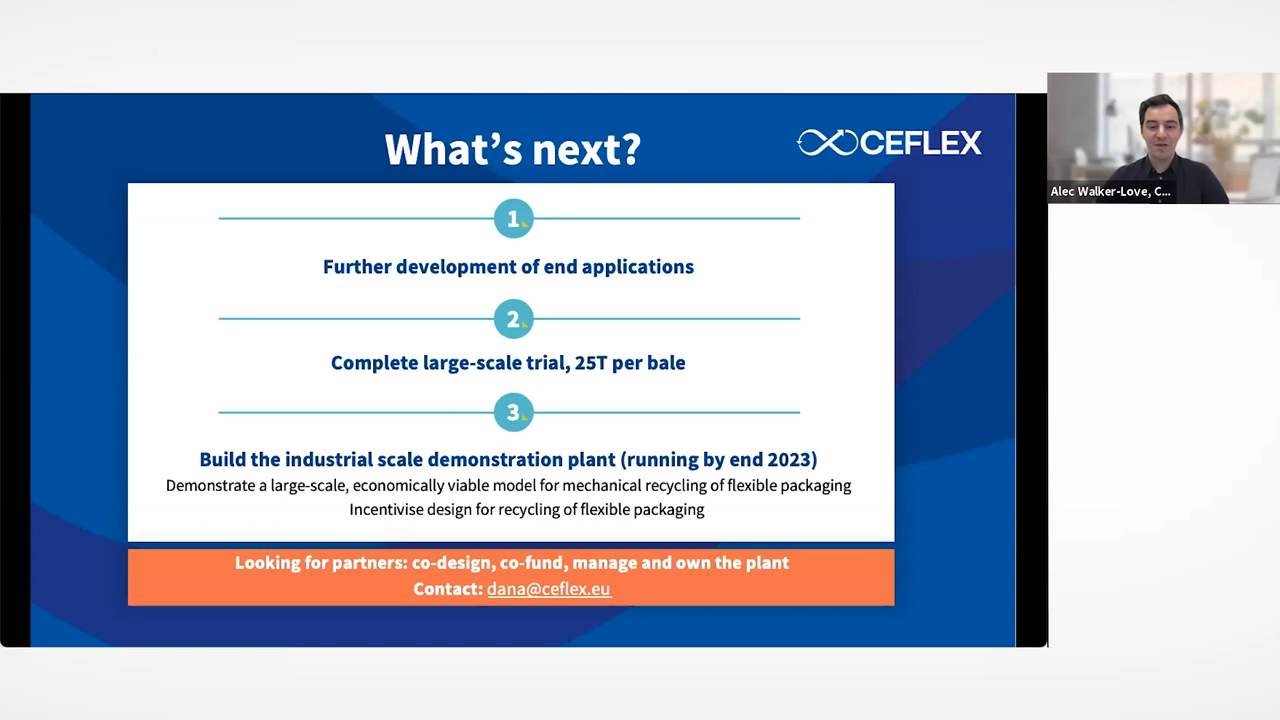 What's next?
CEFLEX
1
Further development of end applications
2
Complete large-scale trial, 25T per bale
3
Build the industrial scale demonstration plant (running by end 2023)
Demonstrate a large-scale, economically viable model for mechanical recycling of flexible packaging
Incentivise design for recycling of flexible packaging
Looking for partners: co-design, co-fund, manage and own the plant
Contact: dana@ceflex.eu
Alec Walker-Love, C...